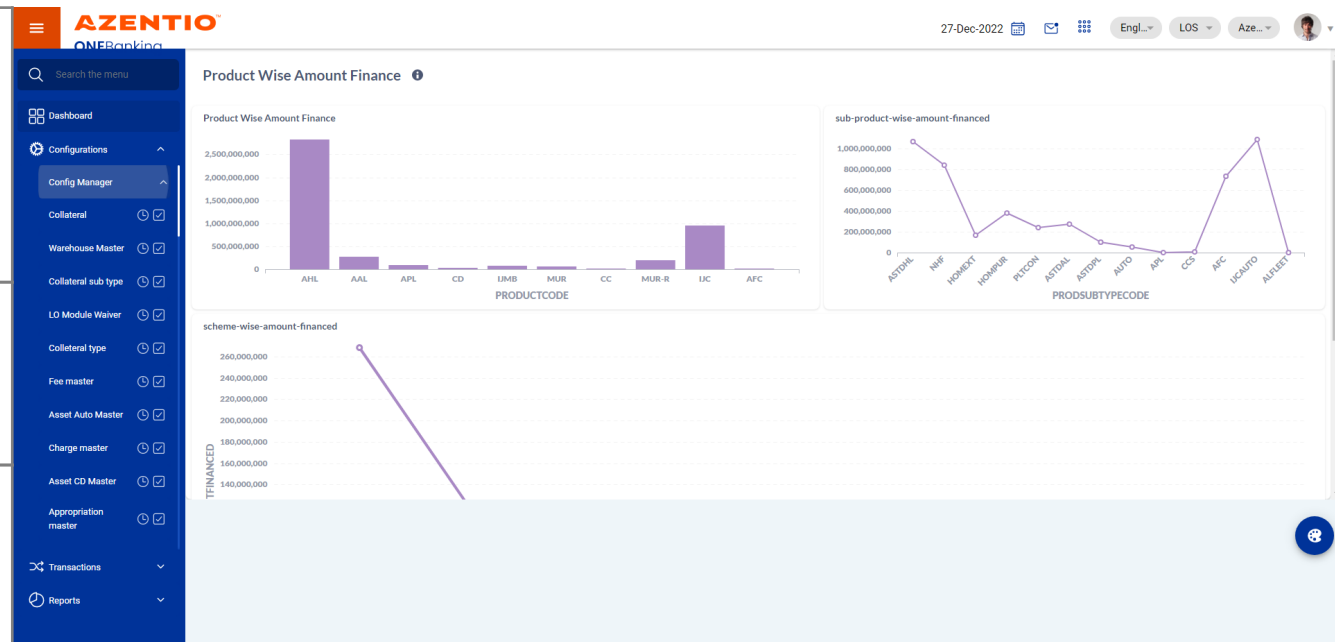 AZENTIO
ONEBanking
27-Dec-2022
Engl...
LOS
Aze...
Search the menu
Dashboard
Configurations
Config Manager
Collateral
Warehouse Master
Collateral sub type
LO Module Waiver
Colleteral type
Fee master
Asset Auto Master
Charge master
Asset CD Master
Appropriation
master
Transactions
Reports
Product Wise Amount Finance
Product Wise Amount Finance
2,500,000,000
2,000,000,000
1,500,000,000
1,000,000,000
500,000,000
0
AHL AAL APL CD IJMB MUR CC MUR-R IJC AFC
PRODUCTCODE
sub-product-wise-amount-financed
1,000,000,000
800,000,000
600,000,000
400,000,000
200,000,000
0
ASTDHL NHF HOMEXT HOMPUR PLTCON ASTDAL ASTDPL AUTO APL CCS AFC IJCAUTO ALFLEET
PRODSUBTYPECODE
scheme-wise-amount-financed
260,000,000
240,000,000
220,000,000
200,000,000
180,000,000
160,000,000
140,000,000
TFINANCED